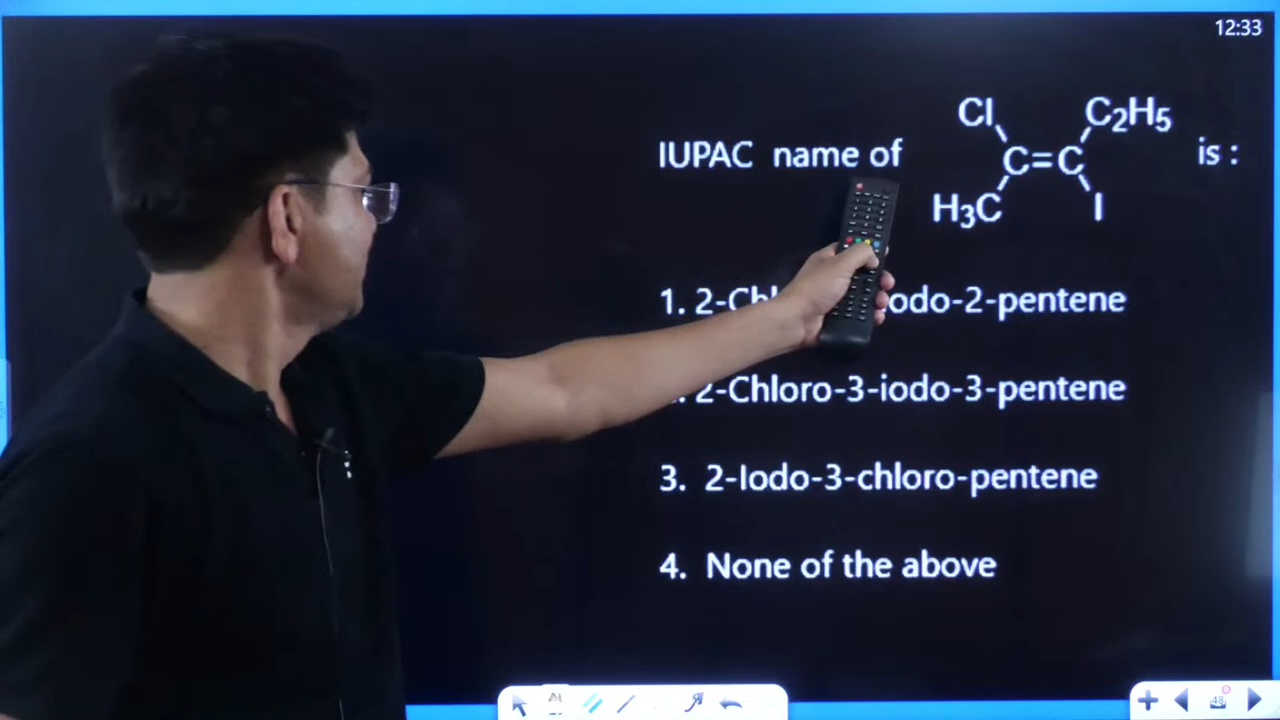 12:33
Cl C₂H₅
IUPAC name of C=C is :
H₃C I
1. 2-Ch odo-2-pentene
2-Chloro-3-iodo-3-pentene
3. 2-Iodo-3-chloro-pentene
4. None of the above
48